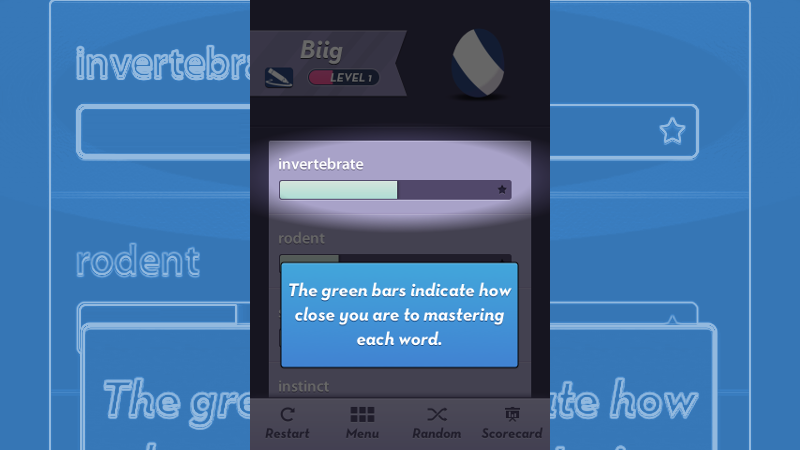 Biig
LEVEL 1
invertebrate
rodent
The green bars indicate how
close you are to mastering
each word.
instinct
Restart
Menu
Random
Scorecard
invertebra
rodent
The gre
ate how